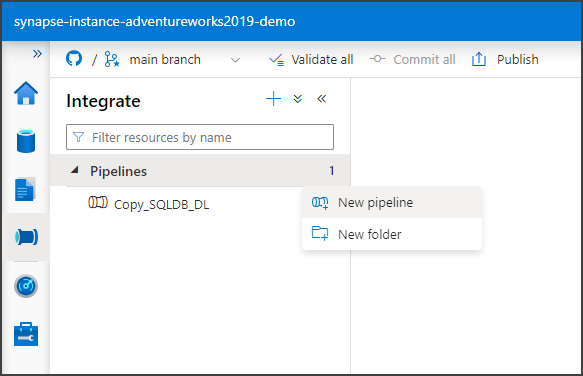 synapse-instance-adventureworks2019-demo
» / main branch Validate all Commit all Publish
Integrate + «
Filter resources by name
Pipelines 1
Copy_SQLDB_DL
New pipeline
New folder